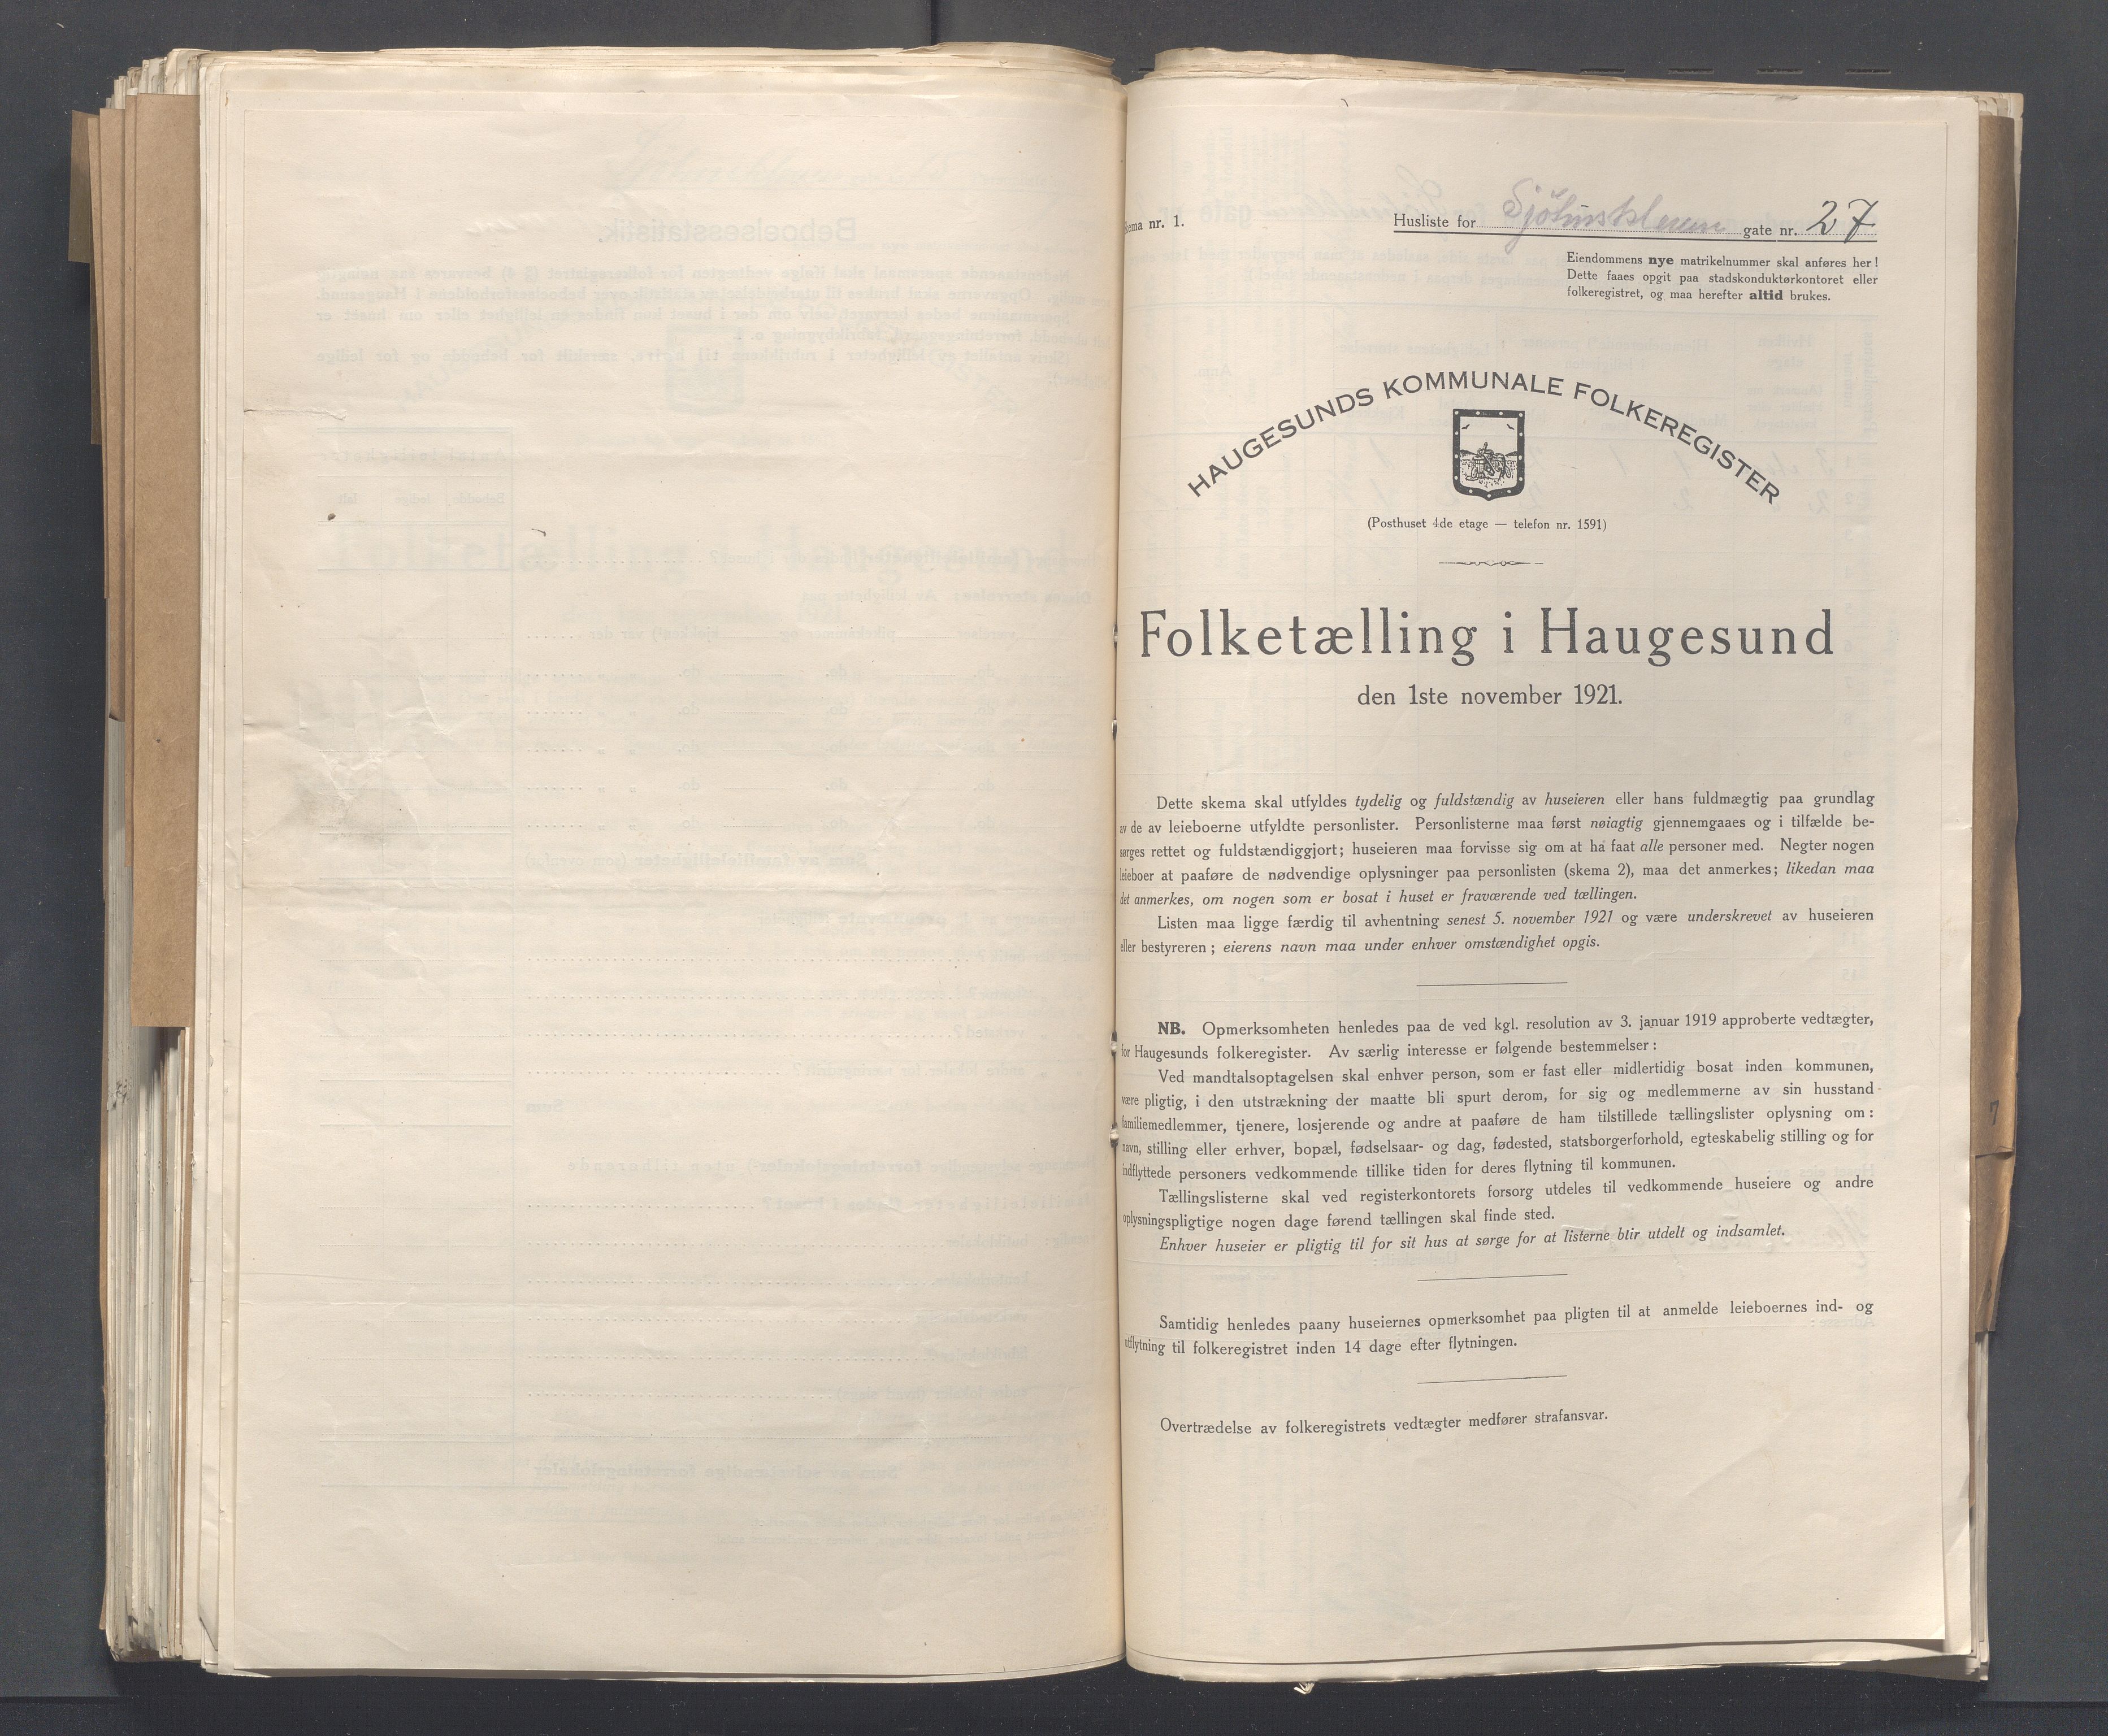 Skema nr. 1.
Husliste for Sjöhuskleven gate nr. 27
Eiendommens nye matrikelnummer skal anføres her!
Dette faaes opgit paa stadskonduktørkontoret eller
folkeregistret, og maa herefter altid brukes.
HAUGESUNDS KOMMUNALE FOLKEREGISTER
(Posthuset 4de etage — telefon nr. 1591)
Folketælling i Haugesund
den 1ste november 1921.
Dette skema skal utfyldes tydelig og fuldstændig av huseieren eller hans fuldmægtig paa grundlag
av de av leieboerne utfyldte personlister. Personlisterne maa først nøiagtig gjennemgaaes og i tilfælde be-
sørges rettet og fuldstændiggjort; huseieren maa forvisse sig om at ha faat alle personer med. Negter nogen
leieboer at paaføre de nødvendige oplysninger paa personlisten (skema 2), maa det anmerkes; likedan maa
det anmerkes, om nogen som er bosat i huset er fraværende ved tællingen.
Listen maa ligge færdig til avhentning senest 5. november 1921 og være underskrevet av huseieren
eller bestyreren; eierens navn maa under enhver omstændighet opgis.
NB. Opmerksomheten henledes paa de ved kgl. resolution av 3. januar 1919 approberte vedtægter,
for Haugesunds folkeregister. Av særlig interesse er følgende bestemmelser:
Ved mandtalsoptagelsen skal enhver person, som er fast eller midlertidig bosat inden kommunen,
være pligtig, i den utstrækning der maatte bli spurt derom, for sig og medlemmerne av sin husstand
familiemedlemmer, tjenere, losjerende og andre at paaføre de ham tilstillede tællingslister oplysning om:
navn, stilling eller erhver, bopæl, fødselsaar- og dag, fødested, statsborgerforhold, egteskabelig stilling og for
indflyttede personers vedkommende tillike tiden for deres flytning til kommunen.
Tællingslisterne skal ved registerkontorets forsorg utdeles til vedkommende huseiere og andre
oplysningspligtige nogen dage førend tællingen skal finde sted.
Enhver huseier er pligtig til for sit hus at sørge for at listerne blir utdelt og indsamlet.
Samtidig henledes paany huseiernes opmerksomhet paa pligten til at anmelde leieboernes ind- og
utflytning til folkeregistret inden 14 dage efter flytningen.
Overtrædelse av folkeregistrets vedtægter medfører strafansvar.
7